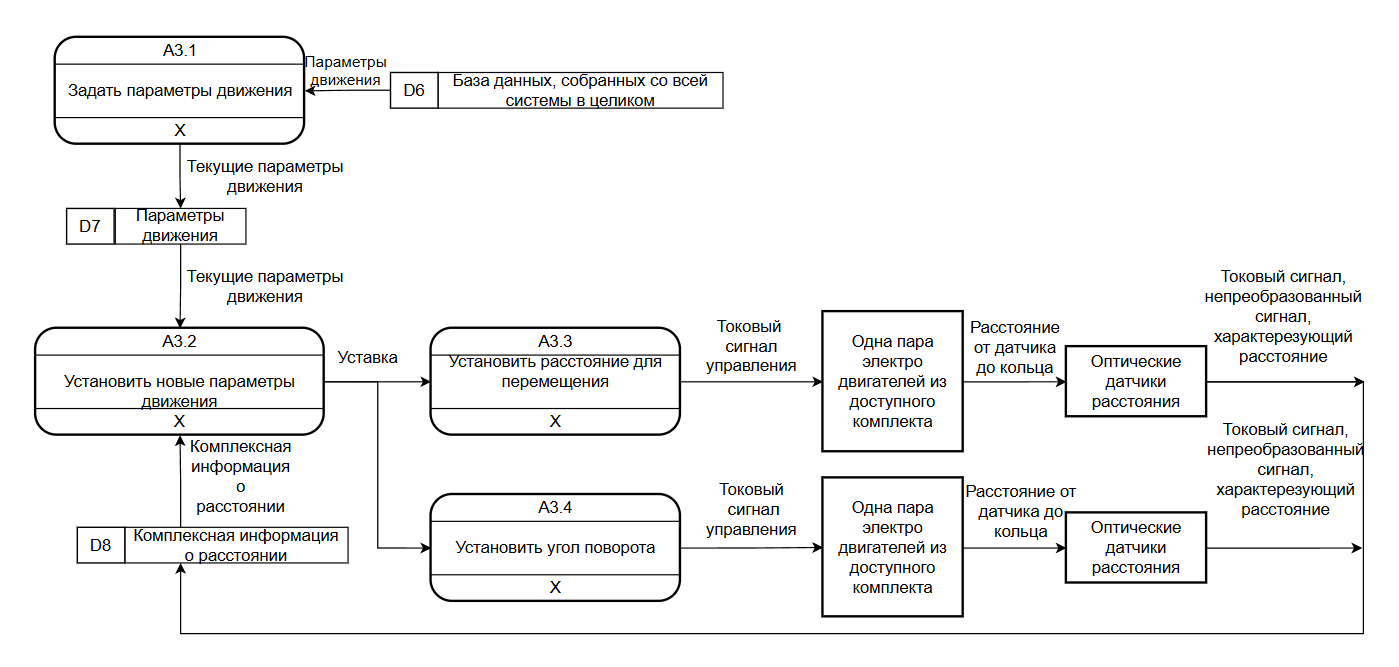 А3.1
Задать параметры движения
X
Параметры
движения
D6
База данных, собранных со всей
системы в целиком
Текущие параметры
движения
D7
Параметры
движения
Текущие параметры
движения
А3.2
Установить новые параметры
движения
X
Уставка
А3.3
Установить расстояние для
перемещения
X
Токовый
сигнал
управления
Одна пара
электро
двигателей из
доступного
комплекта
Расстояние
от датчика
до кольца
Оптические
датчики
расстояния
Токовый сигнал,
непреобразованный
сигнал,
характерезующий
расстояние
Комплексная
информация
о
расстоянии
D8
Комплексная информация
о расстоянии
А3.4
Установить угол поворота
X
Токовый
сигнал
управления
Одна пара
электро
двигателей из
доступного
комплекта
Расстояние от
датчика до
кольца
Оптические
датчики
расстояния
Токовый сигнал,
непреобразованный
сигнал,
характерезующий
расстояние